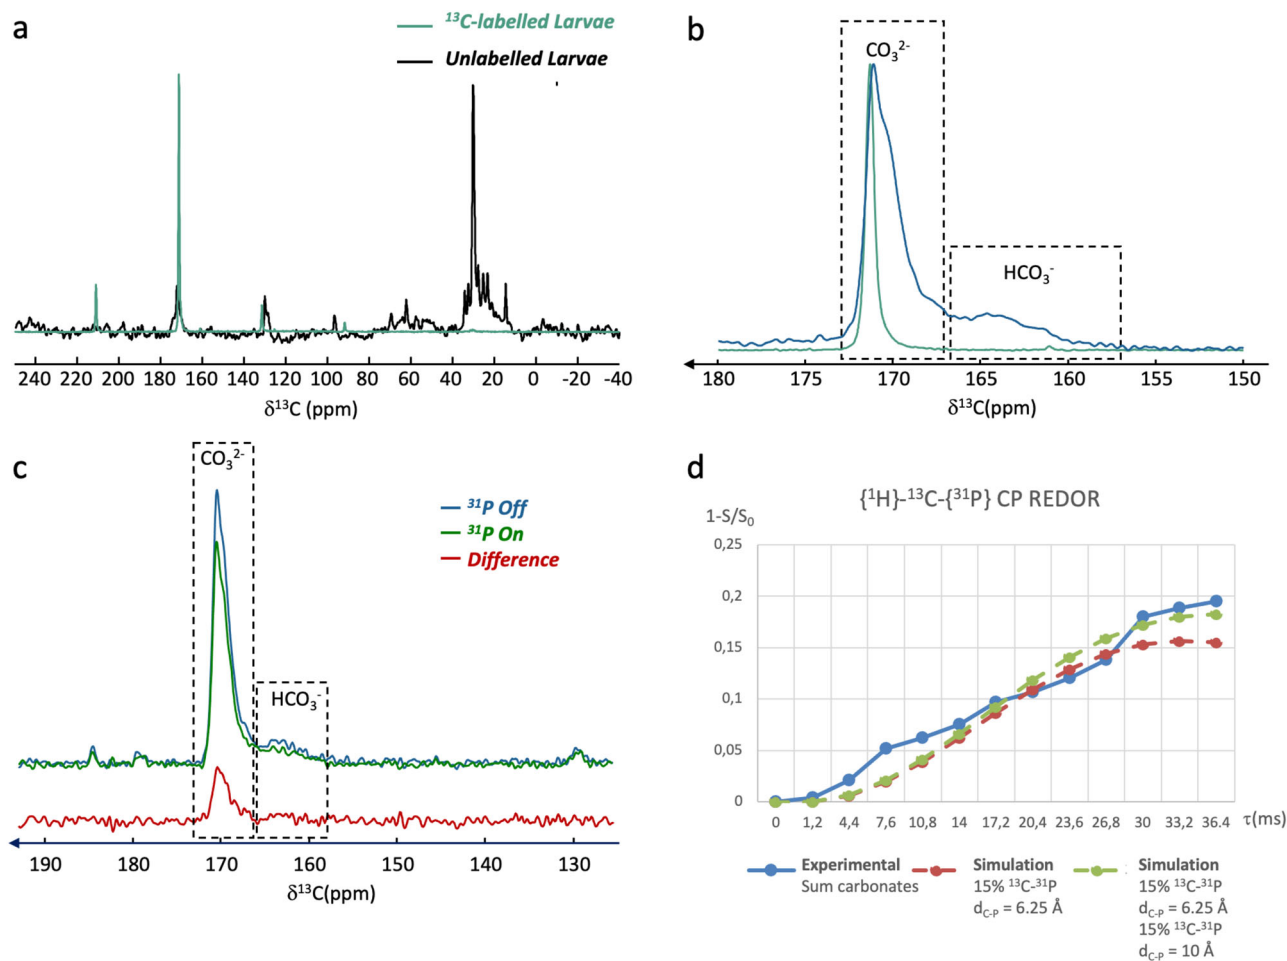 a
¹³C-labelled Larvae
Unlabelled Larvae
240 220 200 180 160 140 120 100 80 60 40 20 0 -20 -40
δ¹³C (ppm)
b
CO₃²⁻
HCO₃⁻
180 175 170 165 160 155 150
δ¹³C(ppm)
c
CO₃²⁻
HCO₃⁻
³¹P Off
³¹P On
Difference
190 170 160 150 140 130
δ¹³C(ppm)
d
{¹H}-¹³C-{³¹P} CP REDOR
1-S/S₀
0,25
0,2
0,15
0,1
0,05
0
0 1,2 4,4 7,6 10,8 14 17,2 20,4 23,6 26,8 30 33,2 36.4 τ(ms)
Experimental
Sum carbonates
Simulation
15% ¹³C-³¹P
d_C-P = 6.25 Å
Simulation
15% ¹³C-³¹P
d_C-P = 6.25 Å
15% ¹³C-³¹P
d_C-P = 10 Å